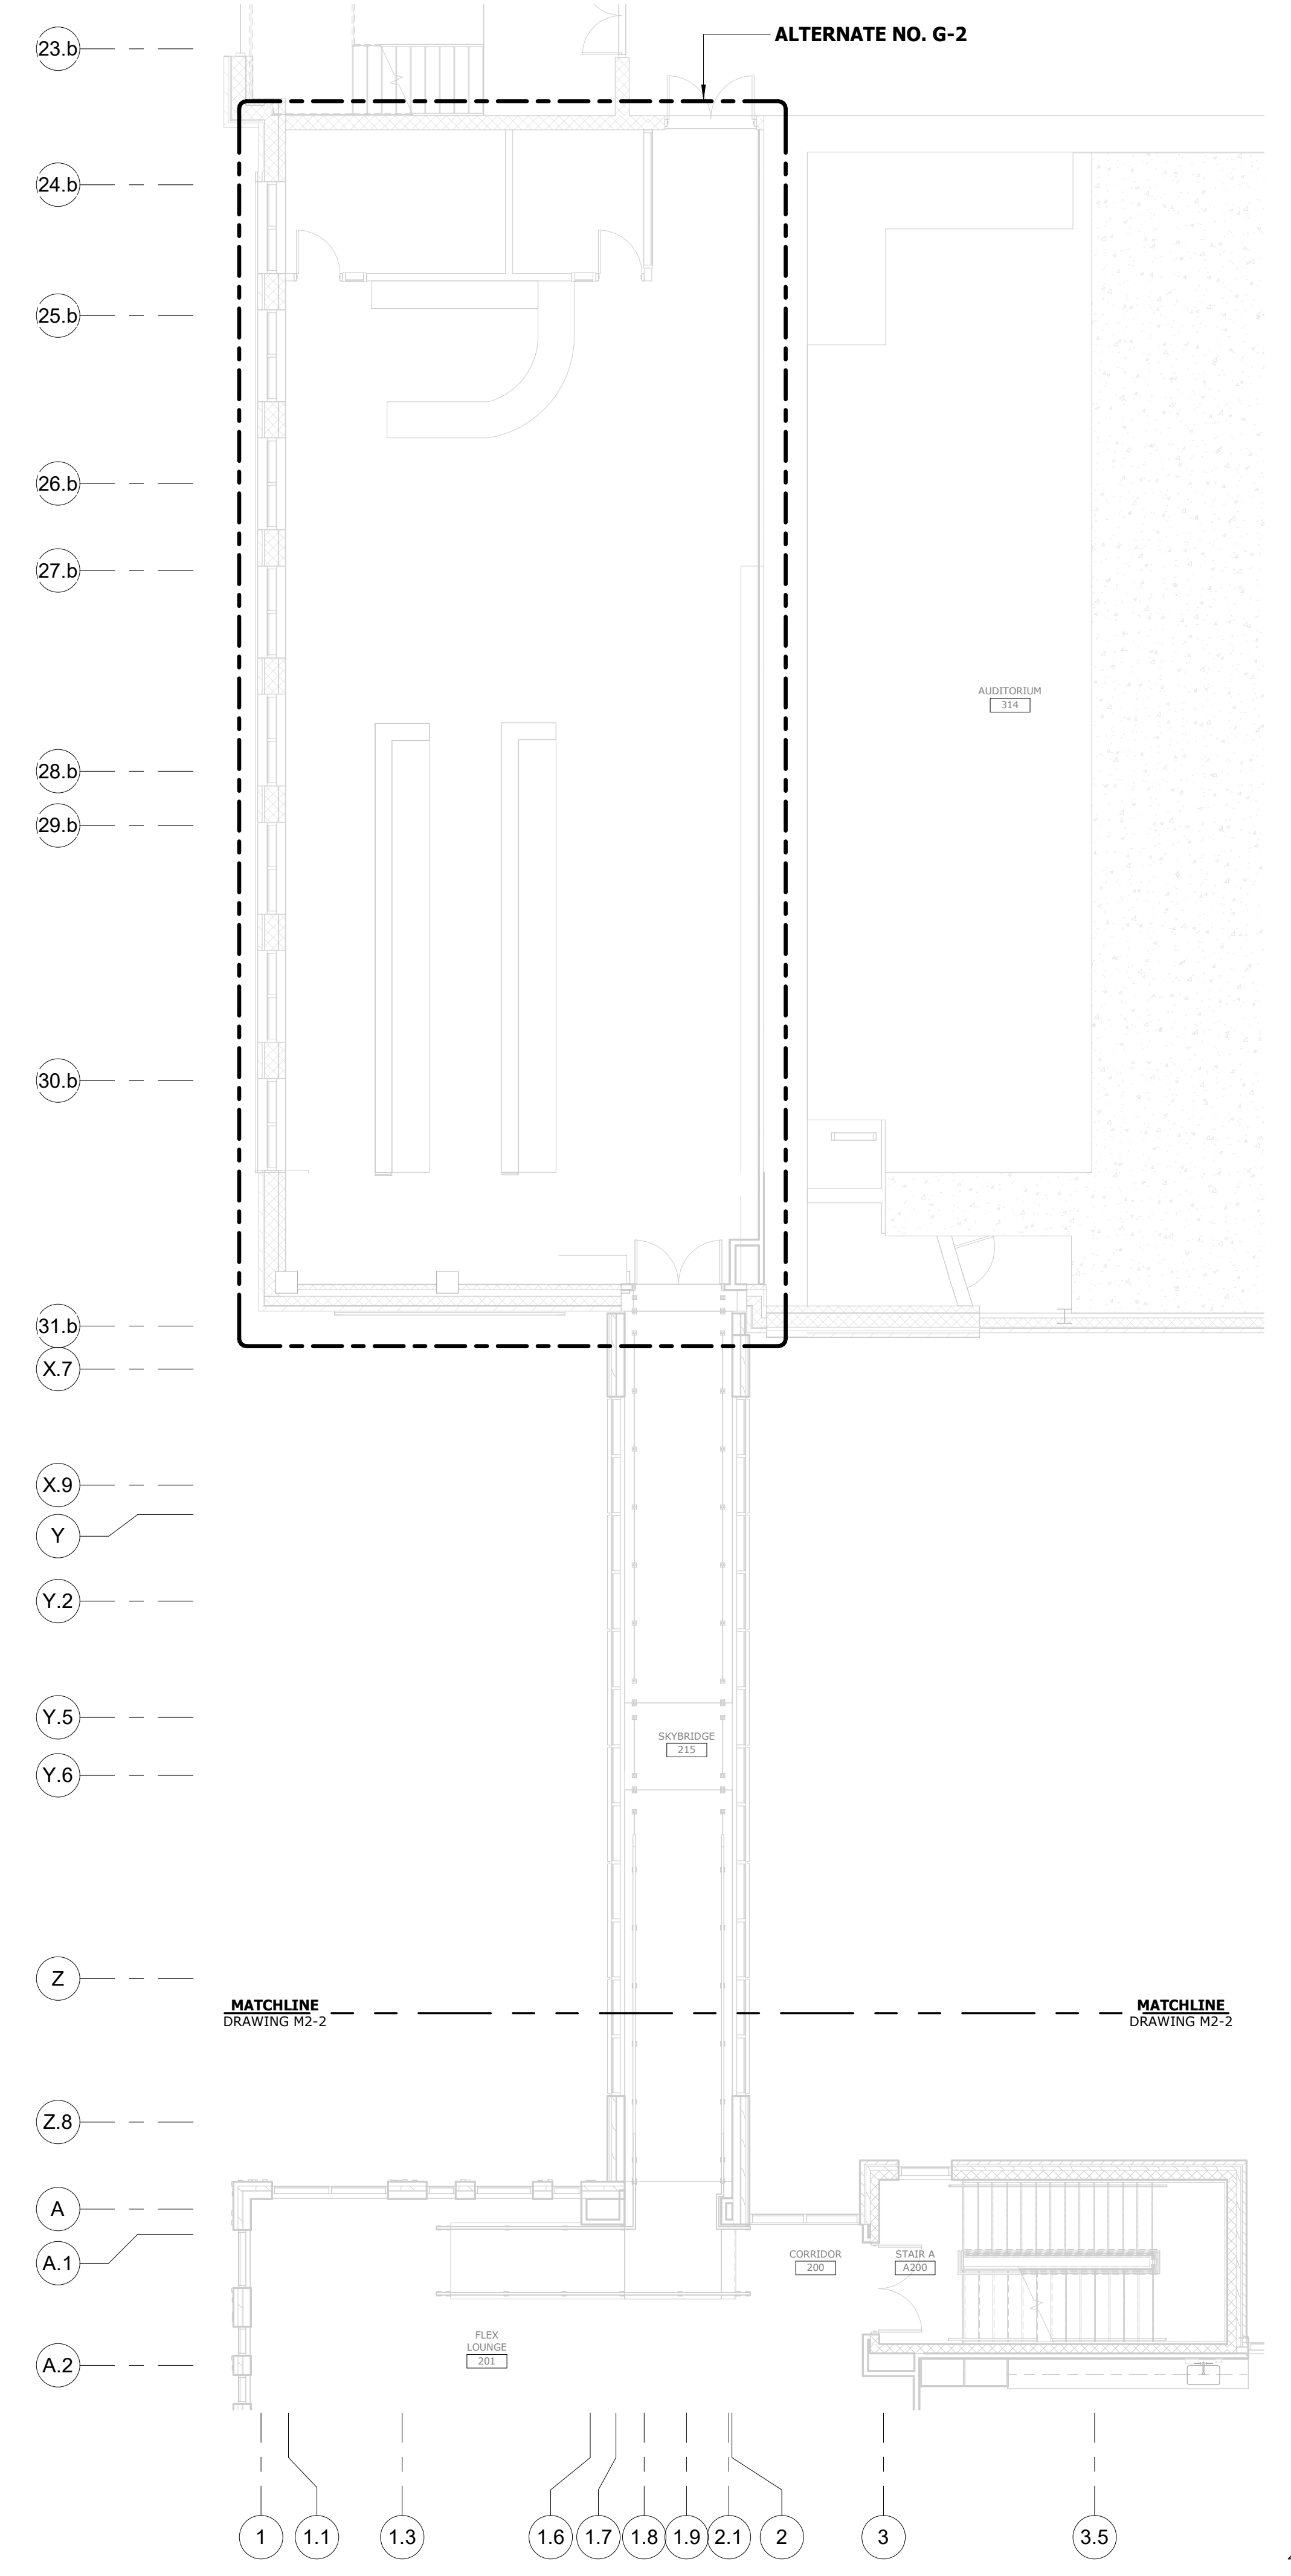 23.b
ALTERNATE NO. G-2
24.b
25.b
26.b
27.b
AUDITORIUM
314
28.b
29.b
30.b
31.b
X.7
X.9
Y
Y.2
Y.5
SKYBRIDGE
215
Y.6
Z
MATCHLINE
DRAWING M2-2
MATCHLINE
DRAWING M2-2
Z.8
A
A.1
CORRIDOR
200
STAIR A
A200
FLEX
LOUNGE
201
A.2
1
1.1
1.3
1.6
1.7
1.8
1.9
2.1
2
3
3.5